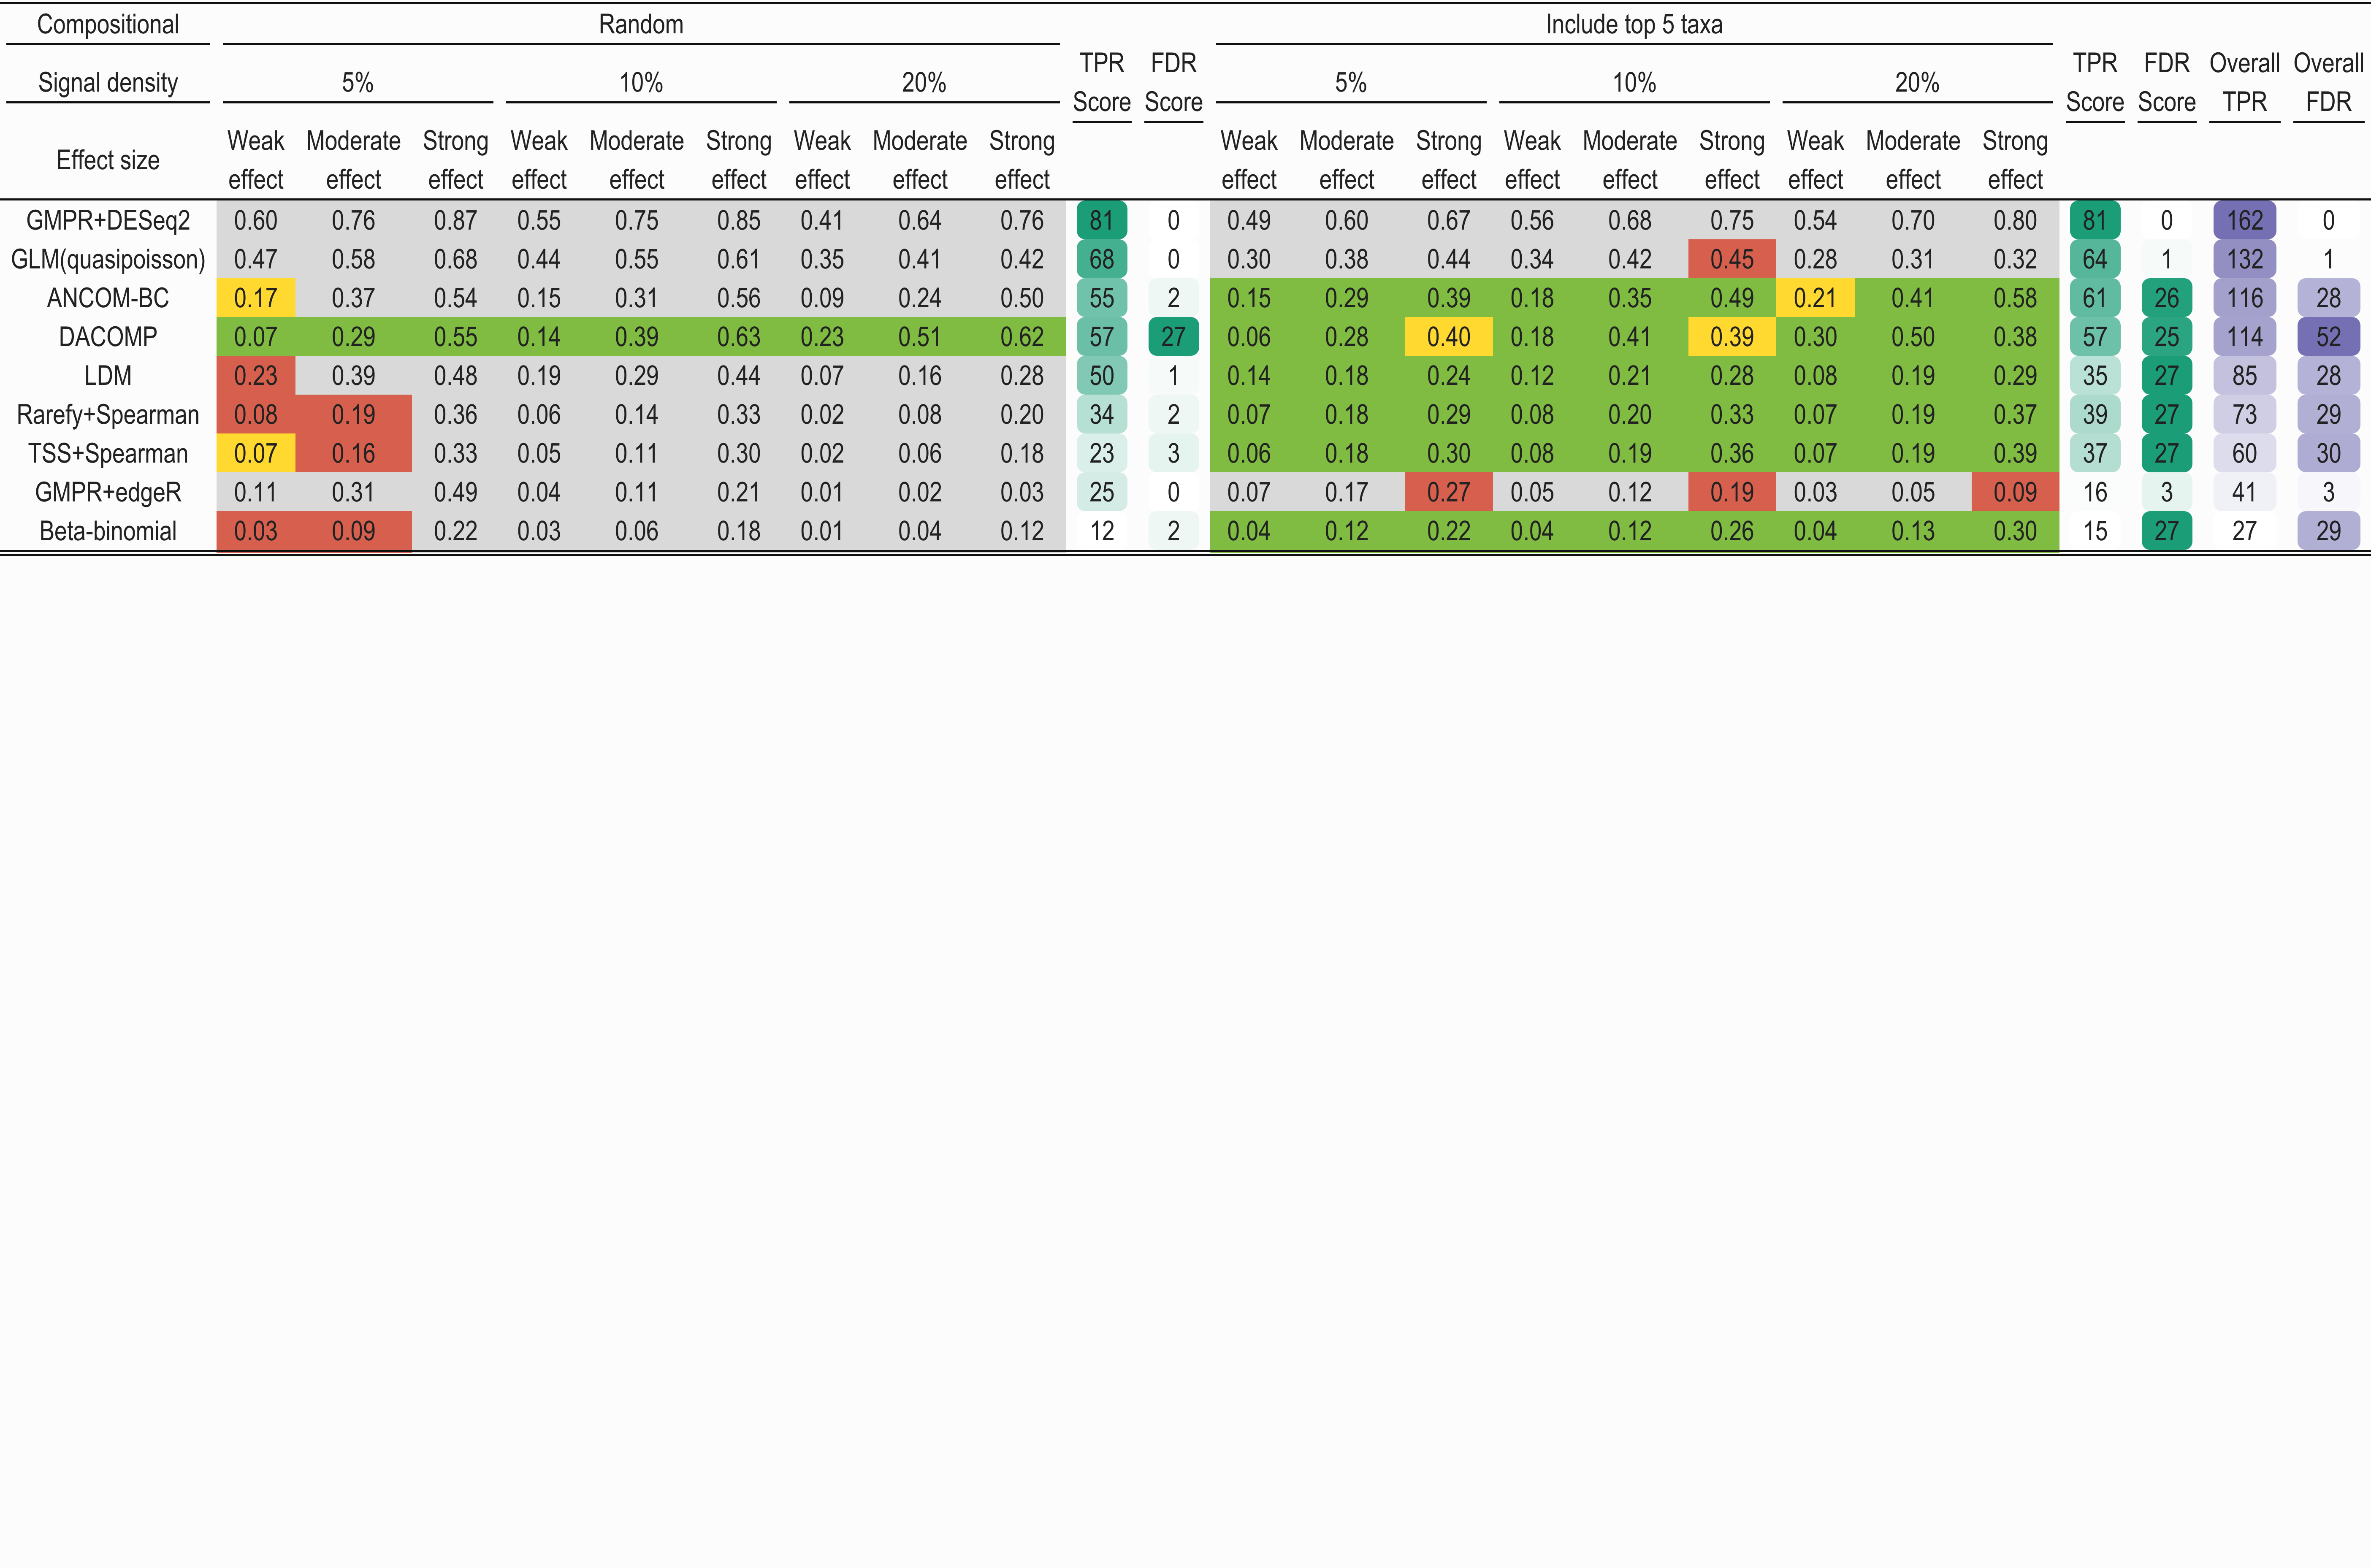 Compositional Random Include top 5 taxa
Signal density 5% 10% 20% TPR Score FDR Score 5% 10% 20% TPR Score FDR Score Overall TPR Overall FDR
Effect size Weak effect Moderate effect Strong effect Weak effect Moderate effect Strong effect Weak effect Moderate effect Strong effect Weak effect Moderate effect Strong effect Weak effect Moderate effect Strong effect Weak effect Moderate effect Strong effect
GMPR+DESeq2 0.60 0.76 0.87 0.55 0.75 0.85 0.41 0.64 0.76 81 0 0.49 0.60 0.67 0.56 0.68 0.75 0.54 0.70 0.80 81 0 162 0
GLM(quasipoisson) 0.47 0.58 0.68 0.44 0.55 0.61 0.35 0.41 0.42 68 0 0.30 0.38 0.44 0.34 0.42 0.45 0.28 0.31 0.32 64 1 132 1
ANCOM-BC 0.17 0.37 0.54 0.15 0.31 0.56 0.09 0.24 0.50 55 2 0.15 0.29 0.39 0.18 0.35 0.49 0.21 0.41 0.58 61 26 116 28
DACOMP 0.07 0.29 0.55 0.14 0.39 0.63 0.23 0.51 0.62 57 27 0.06 0.28 0.40 0.18 0.41 0.39 0.30 0.50 0.38 57 25 114 52
LDM 0.23 0.39 0.48 0.19 0.29 0.44 0.07 0.16 0.28 50 1 0.14 0.18 0.24 0.12 0.21 0.28 0.08 0.19 0.29 35 27 85 28
Rarefy+Spearman 0.08 0.19 0.36 0.06 0.14 0.33 0.02 0.08 0.20 34 2 0.07 0.18 0.29 0.08 0.20 0.33 0.07 0.19 0.37 39 27 73 29
TSS+Spearman 0.07 0.16 0.33 0.05 0.11 0.30 0.02 0.06 0.18 23 3 0.06 0.18 0.30 0.08 0.19 0.36 0.07 0.19 0.39 37 27 60 30
GMPR+edgeR 0.11 0.31 0.49 0.04 0.11 0.21 0.01 0.02 0.03 25 0 0.07 0.17 0.27 0.05 0.12 0.19 0.03 0.05 0.09 16 3 41 3
Beta-binomial 0.03 0.09 0.22 0.03 0.06 0.18 0.01 0.04 0.12 12 2 0.04 0.12 0.22 0.04 0.12 0.26 0.04 0.13 0.30 15 27 27 29